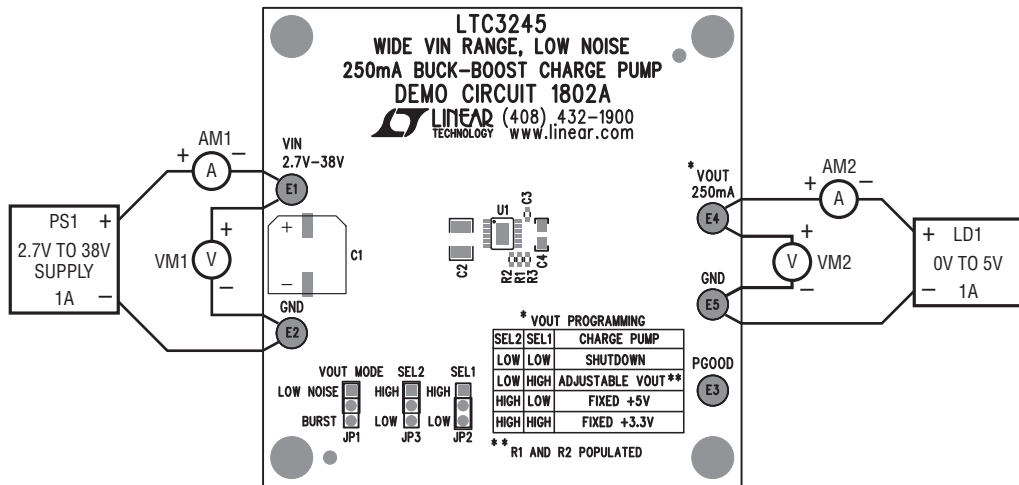 LTC3245
WIDE VIN RANGE, LOW NOISE
250mA BUCK-BOOST CHARGE PUMP
DEMO CIRCUIT 1802A
LINEAR TECHNOLOGY (408) 432-1900
www.linear.com
AM1
+ A −
VIN
2.7V-38V
E1
PS1 +
2.7V TO 38V
SUPPLY
1A −
+
VM1 V
−
+
−
C1
GND
E2
C2
U1
C3
C4
R2
R1
R3
*VOUT
250mA
E4
AM2
+ A −
+
V VM2
−
+ LD1
0V TO 5V
− 1A
GND
E5
PGOOD
E3
* VOUT PROGRAMMING
SEL2 SEL1 CHARGE PUMP
LOW LOW SHUTDOWN
LOW HIGH ADJUSTABLE VOUT**
HIGH LOW FIXED +5V
HIGH HIGH FIXED +3.3V
** R1 AND R2 POPULATED
VOUT MODE SEL2 SEL1
LOW NOISE HIGH HIGH
BURST LOW LOW
JP1 JP3 JP2